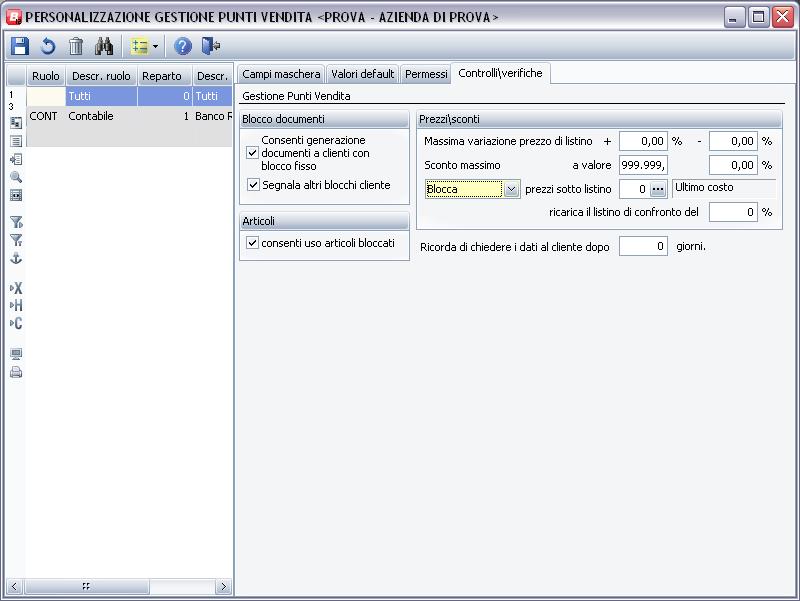 PERSONALIZZAZIONE GESTIONE PUNTI VENDITA <PROVA - AZIENDA DI PROVA>
Ruolo Descr. ruolo Reparto Descr.
Tutti 0 Tutti
CONT Contabile 1 Banco R
1
3
X
H
C
Campi maschera Valori default Permessi Controlli\verifiche
Gestione Punti Vendita
Blocco documenti
Consenti generazione
documenti a clienti con
blocco fisso
Segnala altri blocchi cliente
Articoli
consenti uso articoli bloccati
Prezzi\sconti
Massima variazione prezzo di listino + 0,00 % - 0,00 %
Sconto massimo a valore 999.999, 0,00 %
Blocca prezzi sotto listino 0 ... Ultimo costo
ricarica il listino di confronto del 0 %
Ricorda di chiedere i dati al cliente dopo 0 giorni.